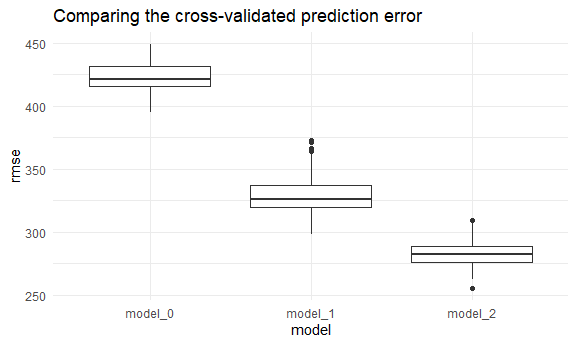 Comparing the cross-validated prediction error
450
400
350
300
250
rmse
model_0 model_1 model_2
model